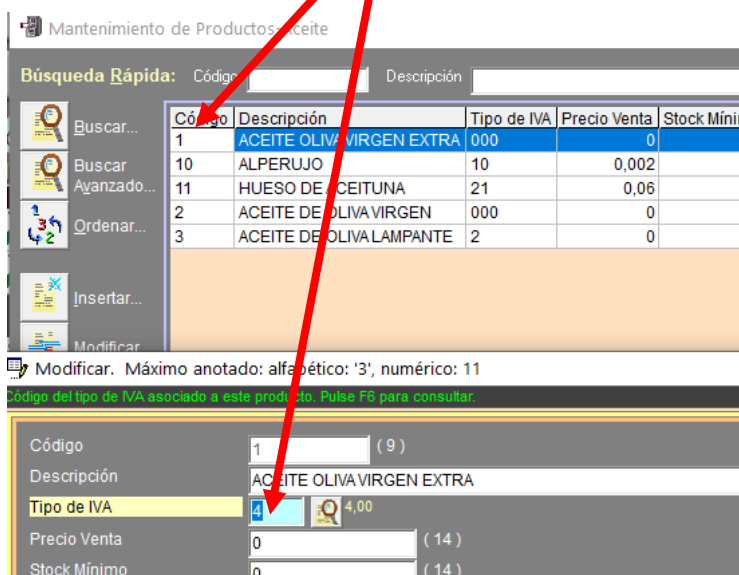 Mantenimiento de Productos-Aceite
Búsqueda Rápida: Código Descripción
Buscar...
Buscar Avanzado...
Ordenar...
Insertar...
Modificar
Código Descripción Tipo de IVA Precio Venta Stock Míni
1 ACEITE OLIVA VIRGEN EXTRA 000 0
10 ALPERUJO 10 0,002
11 HUESO DE ACEITUNA 21 0,06
2 ACEITE DE OLIVA VIRGEN 000 0
3 ACEITE DE OLIVA LAMPANTE 2 0
Modificar. Máximo anotado: alfabético: '3', numérico: 11
Código del tipo de IVA asociado a este producto. Pulse F6 para consultar.
Código 1 ( 9 )
Descripción ACEITE OLIVA VIRGEN EXTRA
Tipo de IVA 4 4,00
Precio Venta 0 ( 14 )
Stock Mínimo 0 ( 14 )